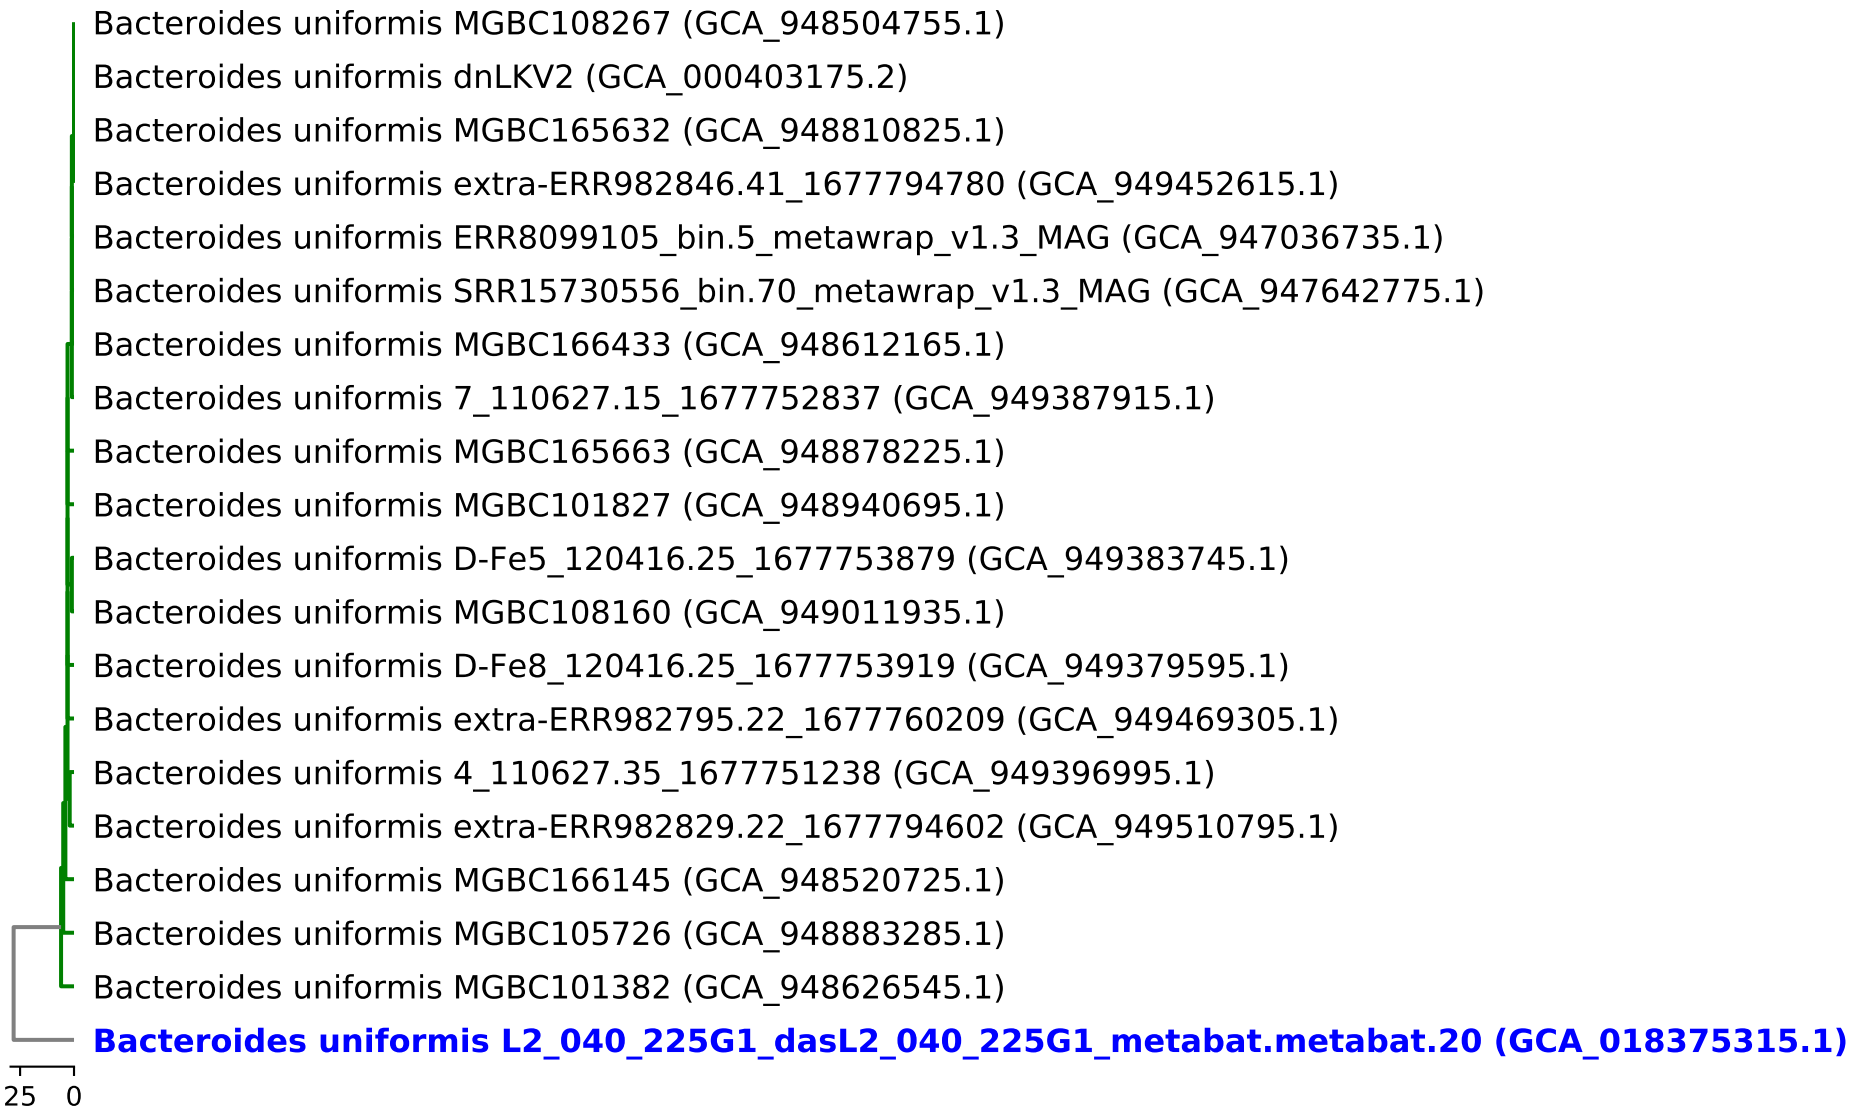 Bacteroides uniformis MGBC108267 (GCA_948504755.1)
Bacteroides uniformis dnLKV2 (GCA_000403175.2)
Bacteroides uniformis MGBC165632 (GCA_948810825.1)
Bacteroides uniformis extra-ERR982846.41_1677794780 (GCA_949452615.1)
Bacteroides uniformis ERR8099105_bin.5_metawrap_v1.3_MAG (GCA_947036735.1)
Bacteroides uniformis SRR15730556_bin.70_metawrap_v1.3_MAG (GCA_947642775.1)
Bacteroides uniformis MGBC166433 (GCA_948612165.1)
Bacteroides uniformis 7_110627.15_1677752837 (GCA_949387915.1)
Bacteroides uniformis MGBC165663 (GCA_948878225.1)
Bacteroides uniformis MGBC101827 (GCA_948940695.1)
Bacteroides uniformis D-Fe5_120416.25_1677753879 (GCA_949383745.1)
Bacteroides uniformis MGBC108160 (GCA_949011935.1)
Bacteroides uniformis D-Fe8_120416.25_1677753919 (GCA_949379595.1)
Bacteroides uniformis extra-ERR982795.22_1677760209 (GCA_949469305.1)
Bacteroides uniformis 4_110627.35_1677751238 (GCA_949396995.1)
Bacteroides uniformis extra-ERR982829.22_1677794602 (GCA_949510795.1)
Bacteroides uniformis MGBC166145 (GCA_948520725.1)
Bacteroides uniformis MGBC105726 (GCA_948883285.1)
Bacteroides uniformis MGBC101382 (GCA_948626545.1)
Bacteroides uniformis L2_040_225G1_dasL2_040_225G1_metabat.metabat.20 (GCA_018375315.1)
25 0